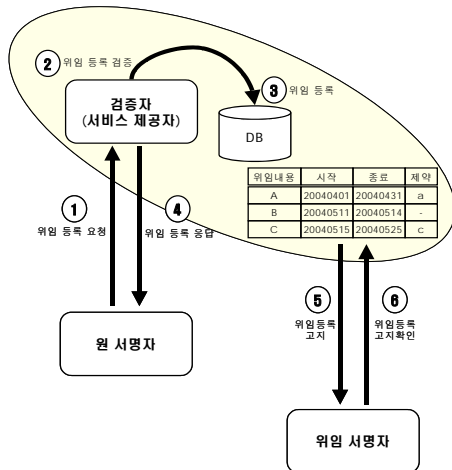 ② 위임 등록 검증
③ 위임 등록
검증자
(서비스 제공자)
DB
위임내용 시작 종료 제약
A 20040401 20040431 a
B 20040511 20040514 -
C 20040515 20040525 c
①
위임 등록 요청
④
위임 등록 응답
⑤
위임등록
고지
⑥
위임등록
고지확인
원 서명자
위임 서명자